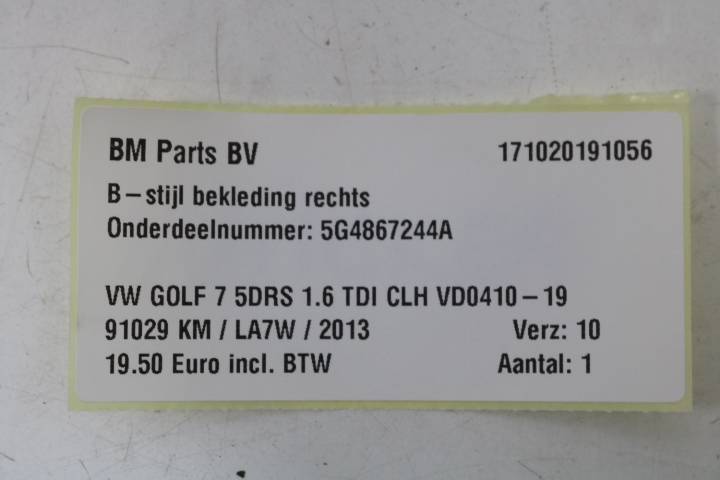 BM Parts BV 171020191056
B-stijl bekleding rechts
Onderdeelnummer: 5G4867244A
VW GOLF 7 5DRS 1.6 TDI CLH VD0410-19
91029 KM / LA7W / 2013 Verz: 10
19.50 Euro incl. BTW Aantal: 1